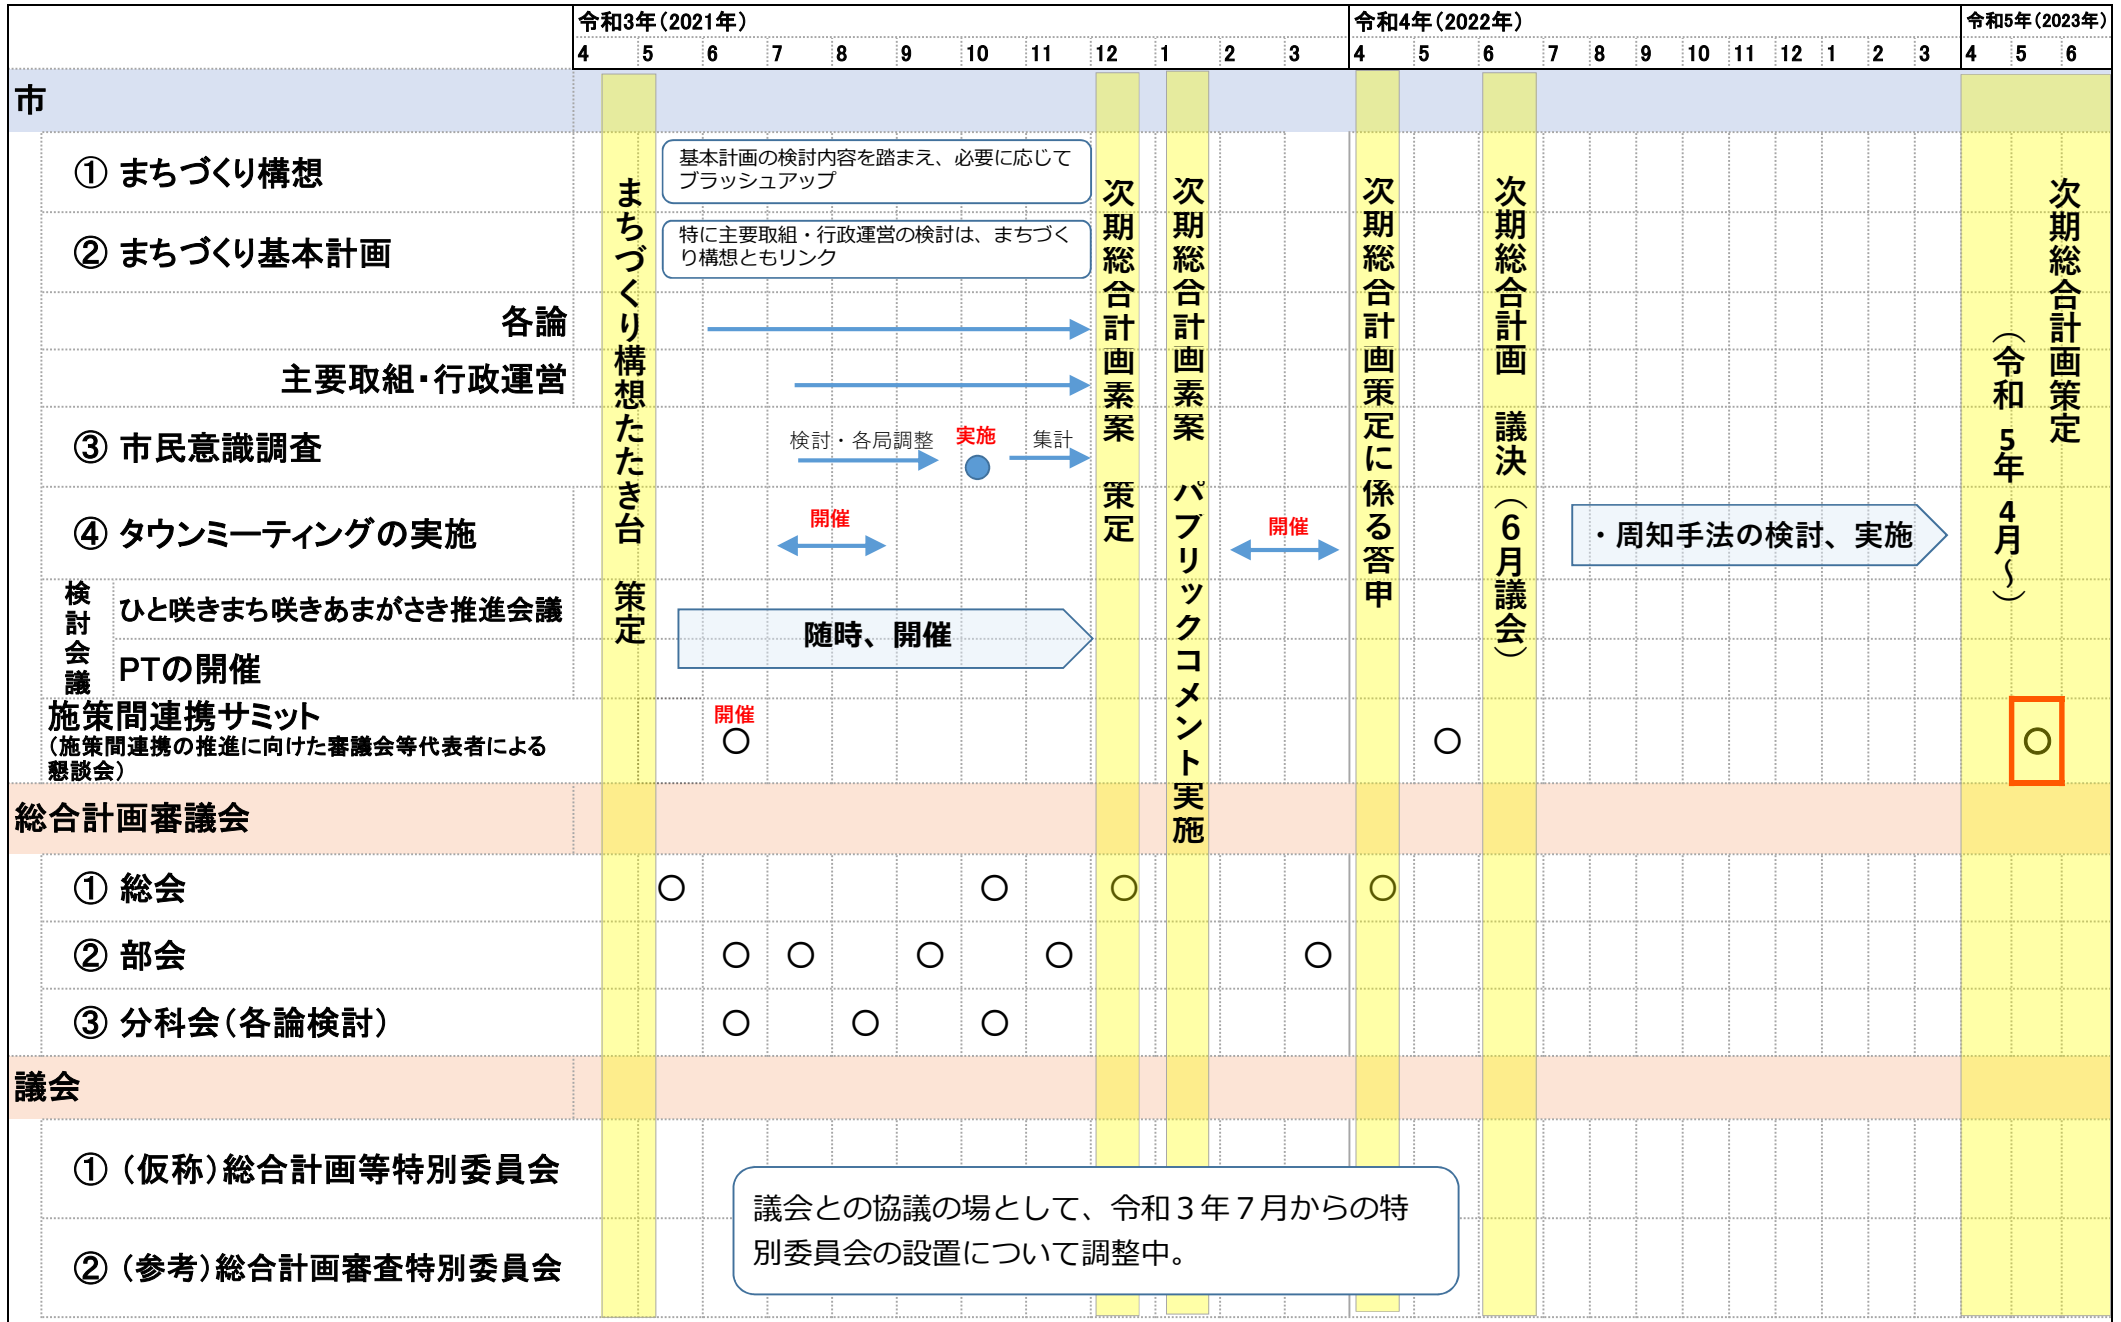 令和3年（2021年）
令和4年（2022年）
令和5年（2023年）
4 5 6 7 8 9 10 11 12 1 2 3 4 5 6 7 8 9 10 11 12 1 2 3 4 5 6
市
① まちづくり構想
基本計画の検討内容を踏まえ、必要に応じて
ブラッシュアップ
② まちづくり基本計画
特に主要取組・行政運営の検討は、まちづく
り構想ともリンク
各論
主要取組・行政運営
③ 市民意識調査
検討・各局調整
実施
集計
④ タウンミーティングの実施
開催
開催
・周知手法の検討、実施
検討会議
ひと咲きまち咲きあまがさき推進会議
PTの開催
随時、開催
施策間連携サミット
（施策間連携の推進に向けた審議会等代表者による
懇談会）
開催
○ ○ ○
まちづくり構想たたき台 策定
次期総合計画素案 策定
次期総合計画素案 パブリックコメント実施
次期総合計画策定に係る答申
次期総合計画 議決（６月議会）
次期総合計画策定
（令和5年4月～）
総合計画審議会
① 総会
○ ○ ○ ○
② 部会
○ ○ ○ ○ ○
③ 分科会（各論検討）
○ ○ ○
議会
① （仮称）総合計画等特別委員会
② （参考）総合計画審査特別委員会
議会との協議の場として、令和３年７月からの特
別委員会の設置について調整中。